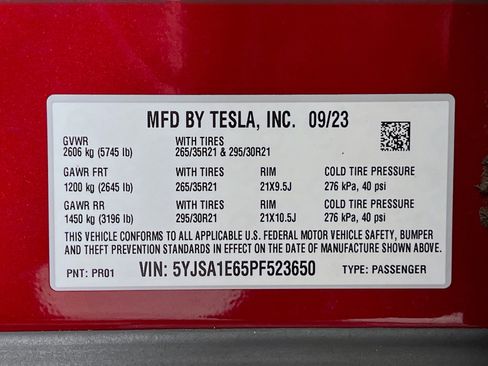 MFD BY TESLA, INC. 09/23
GVWR WITH TIRES
2606 kg (5745 lb) 265/35R21 & 295/30R21
GAWR FRT WITH TIRES RIM COLD TIRE PRESSURE
1200 kg (2645 lb) 265/35R21 21X9.5J 276 kPa, 40 psi
GAWR RR WITH TIRES RIM COLD TIRE PRESSURE
1450 kg (3196 lb) 295/30R21 21X10.5J 276 kPa, 40 psi
THIS VEHICLE CONFORMS TO ALL APPLICABLE U.S. FEDERAL MOTOR VEHICLE SAFETY, BUMPER
AND THEFT PREVENTION STANDARDS IN EFFECT ON THE DATE OF MANUFACTURE SHOWN ABOVE.
PNT: PR01 VIN: 5YJSA1E65PF523650 TYPE: PASSENGER